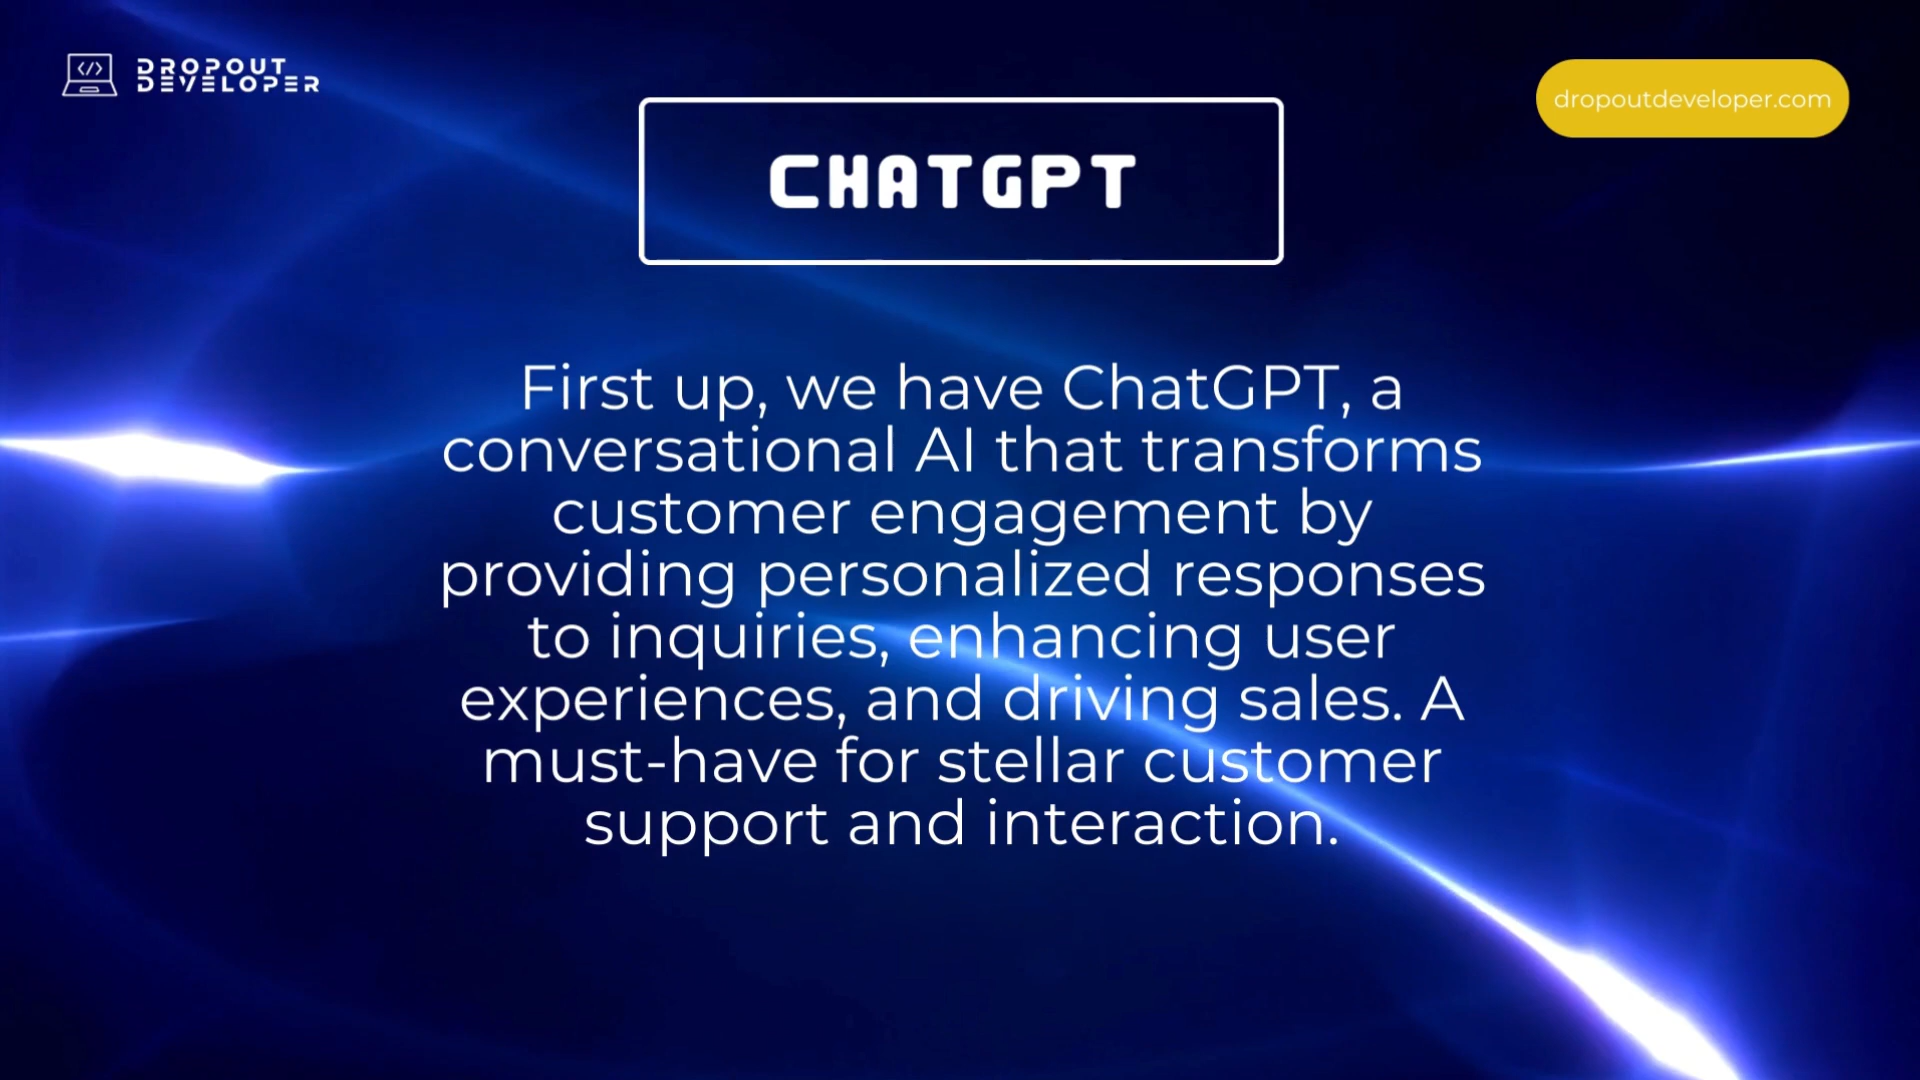 DROPOUT
DEVELOPER
dropoutdeveloper.com
CHATGPT
First up, we have ChatGPT, a
conversational AI that transforms
customer engagement by
providing personalized responses
to inquiries, enhancing user
experiences, and driving sales. A
must-have for stellar customer
support and interaction.